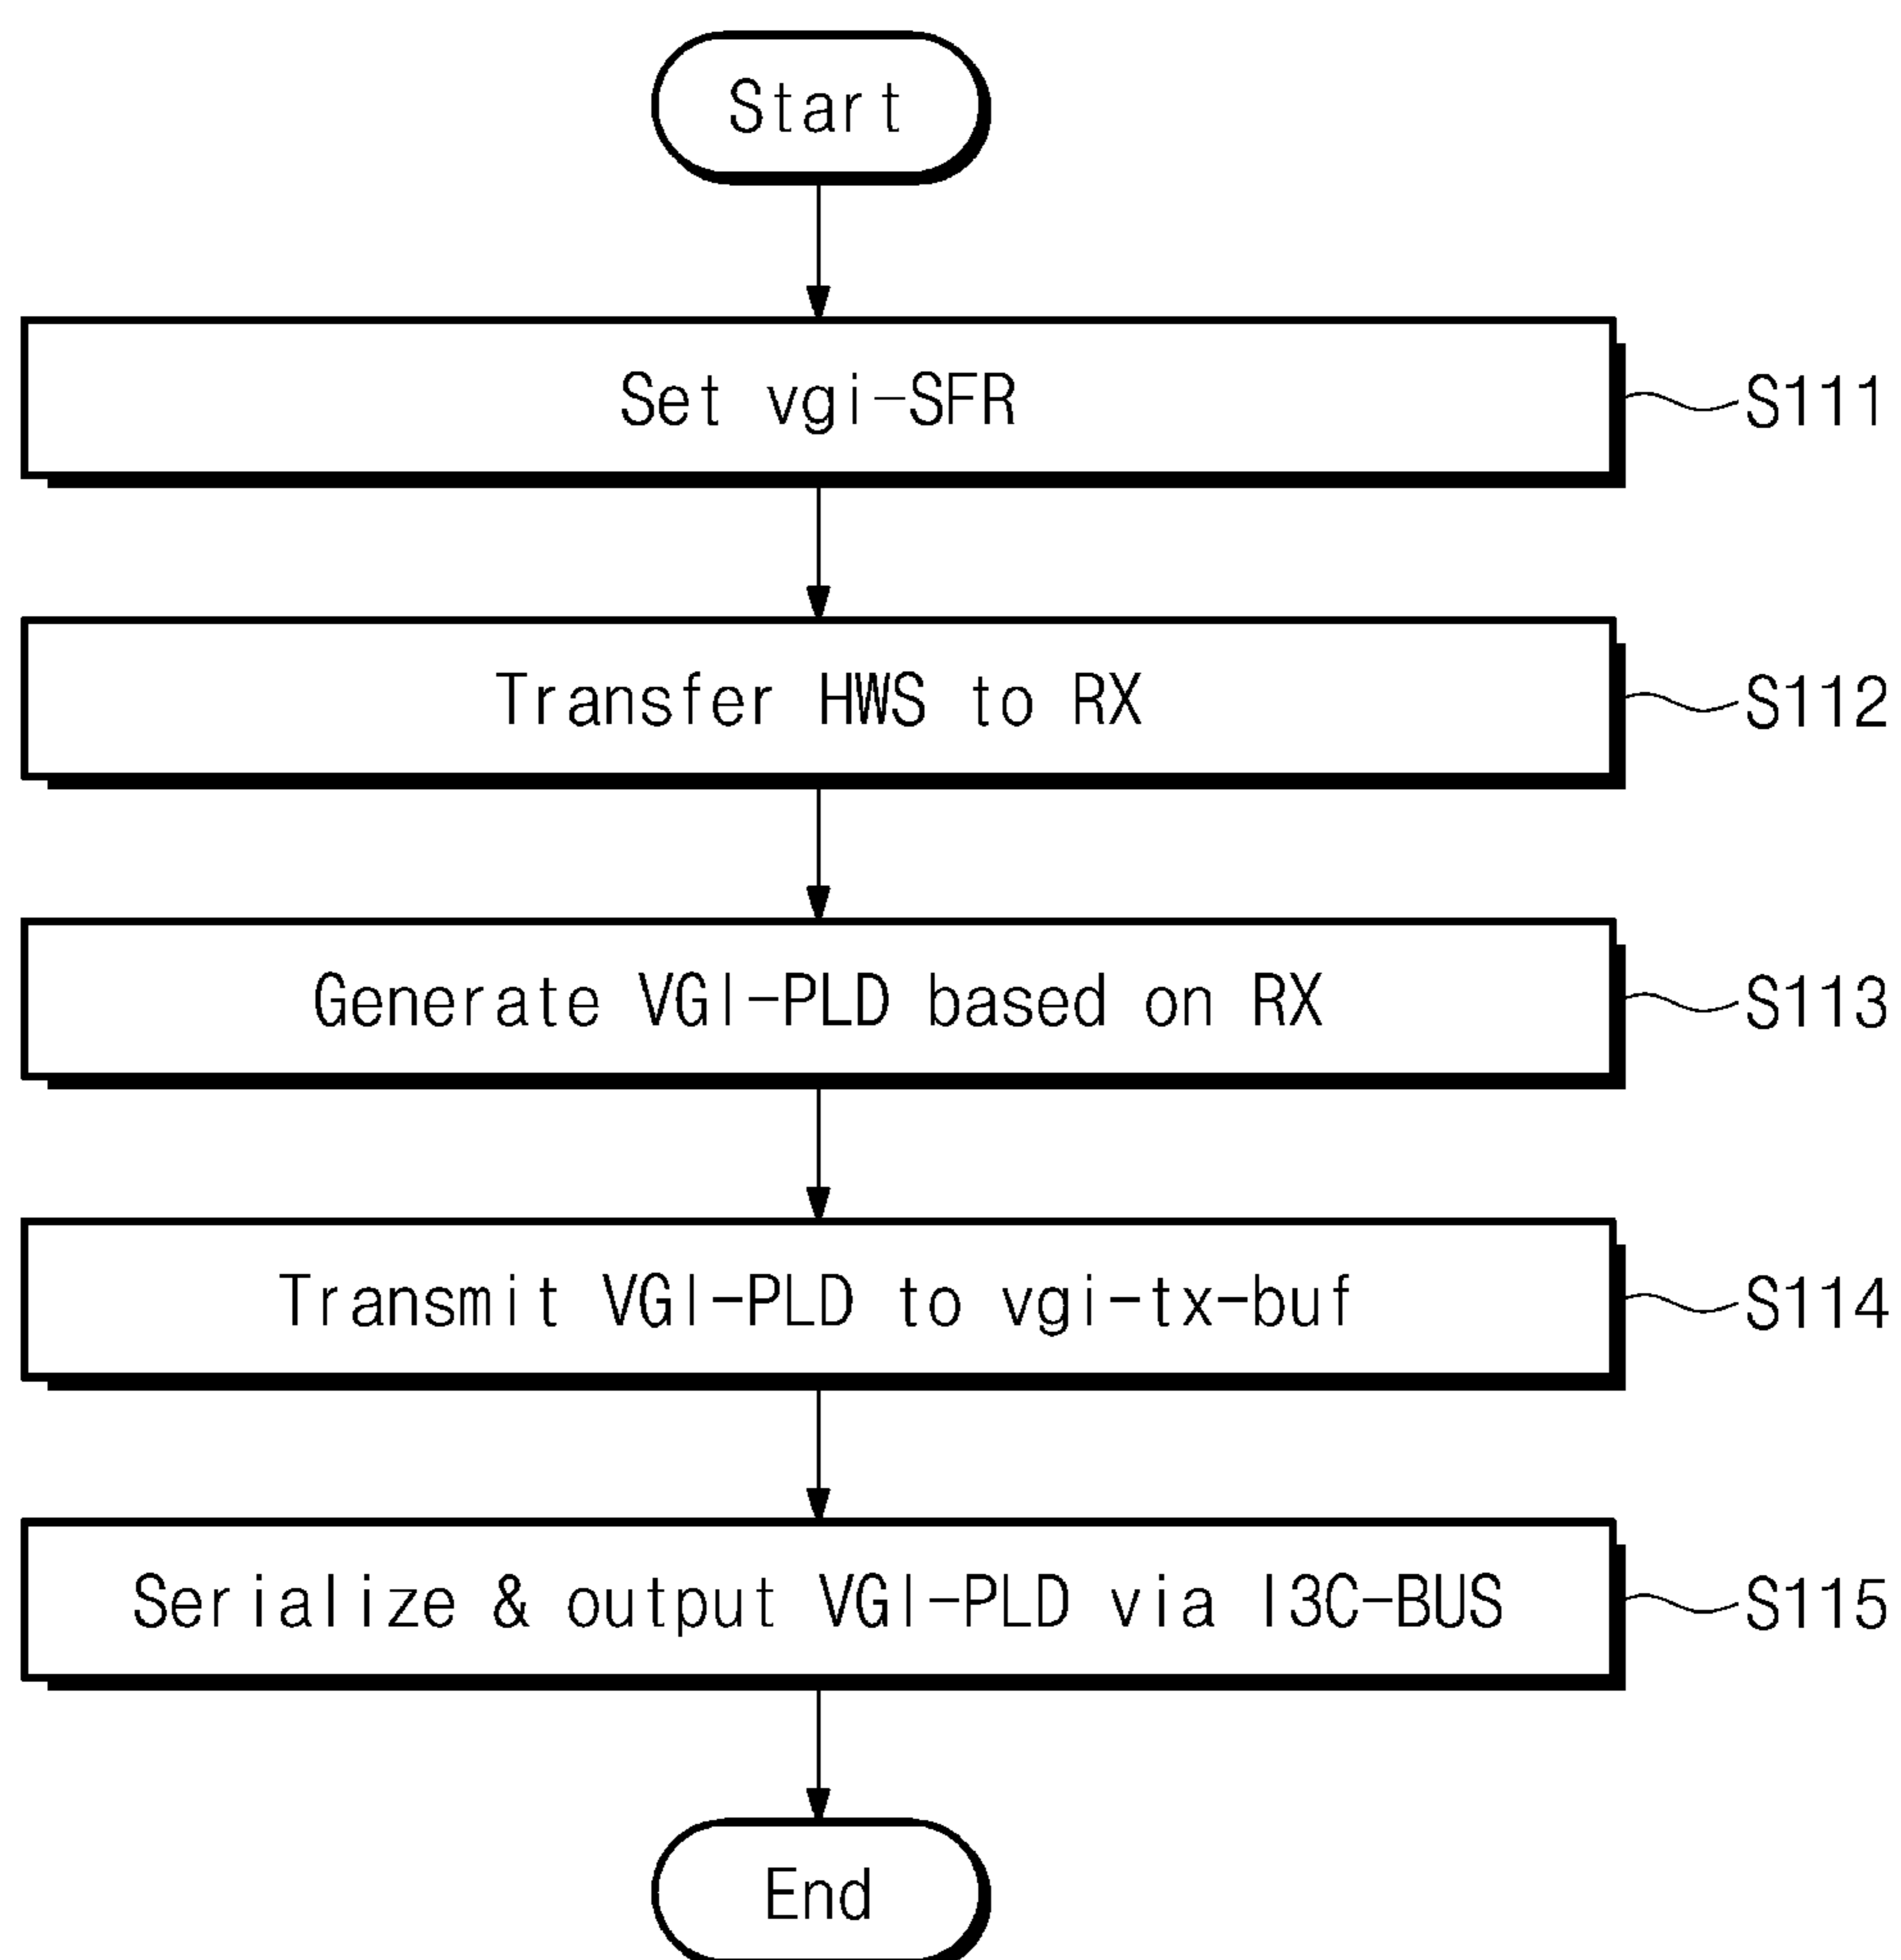 Start
Set vgi-SFR
S111
Transfer HWS to RX
S112
Generate VGI-PLD based on RX
S113
Transmit VGI-PLD to vgi-tx-buf
S114
Serialize & output VGI-PLD via I3C-BUS
S115
End